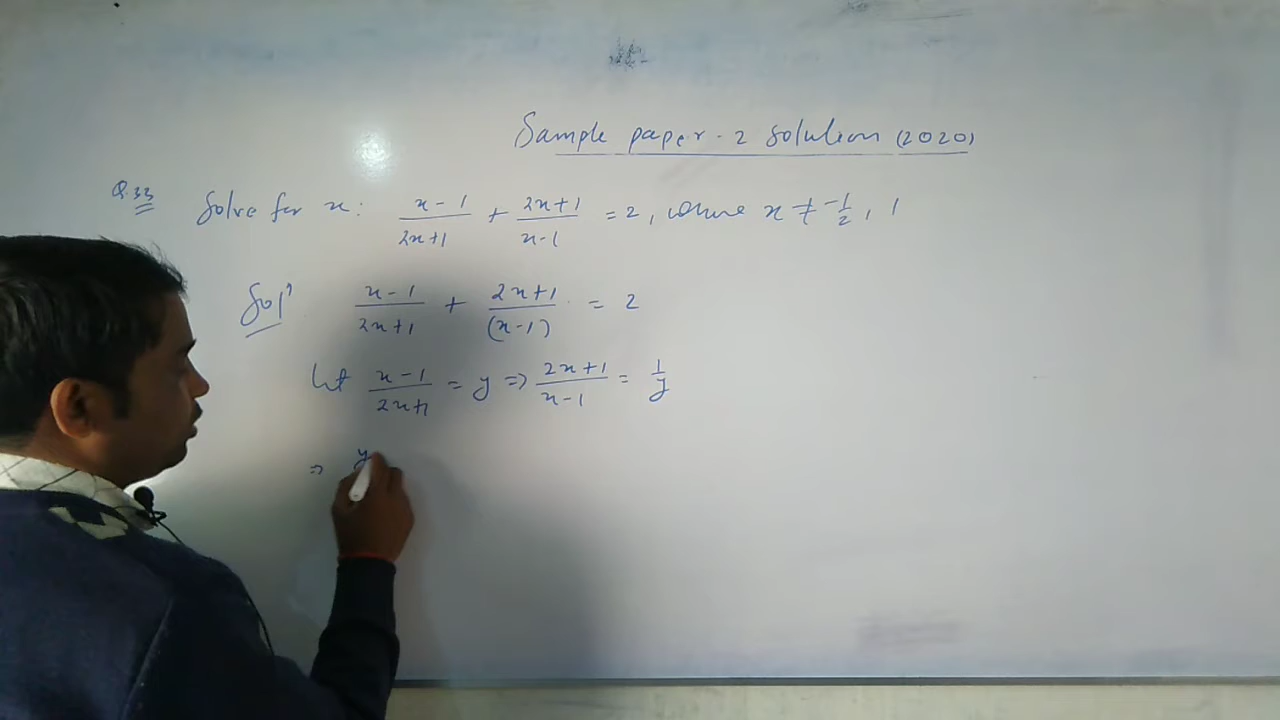 Sample paper - 2 Solution (2020)
Q.33 Solve for x: (x-1)/(2x+1) + (2x+1)/(x-1) = 2, where x ≠ -1/2, 1
Solⁿ (x-1)/(2x+1) + (2x+1)/(x-1) = 2
let (x-1)/(2x+1) = y ⇒ (2x+1)/(x-1) = 1/y
⇒ y